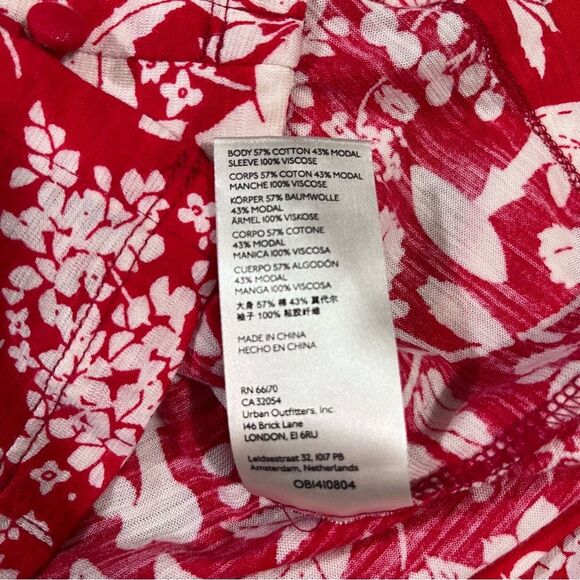 BODY 57% COTTON 43% MODAL
SLEEVE 100% VISCOSE
CORPS 57% COTON 43% MODAL
MANCHE 100% VISCOSE
KÖRPER 57% BAUMWOLLE
43% MODAL
ÄRMEL 100% VISKOSE
CORPO 57% COTONE
43% MODAL
MANICA 100% VISCOSA
CUERPO 57% ALGODÓN
43% MODAL
MANGA 100% VISCOSA
大身 57% 棉 43% 莫代尔
袖子 100% 粘胶纤维
MADE IN CHINA
HECHO EN CHINA
RN 66170
CA 32054
Urban Outfitters, Inc.
146 Brick Lane
LONDON, E1 6RU
Leidsestraat 32, 1017 PB
Amsterdam, Netherlands
OB1410804